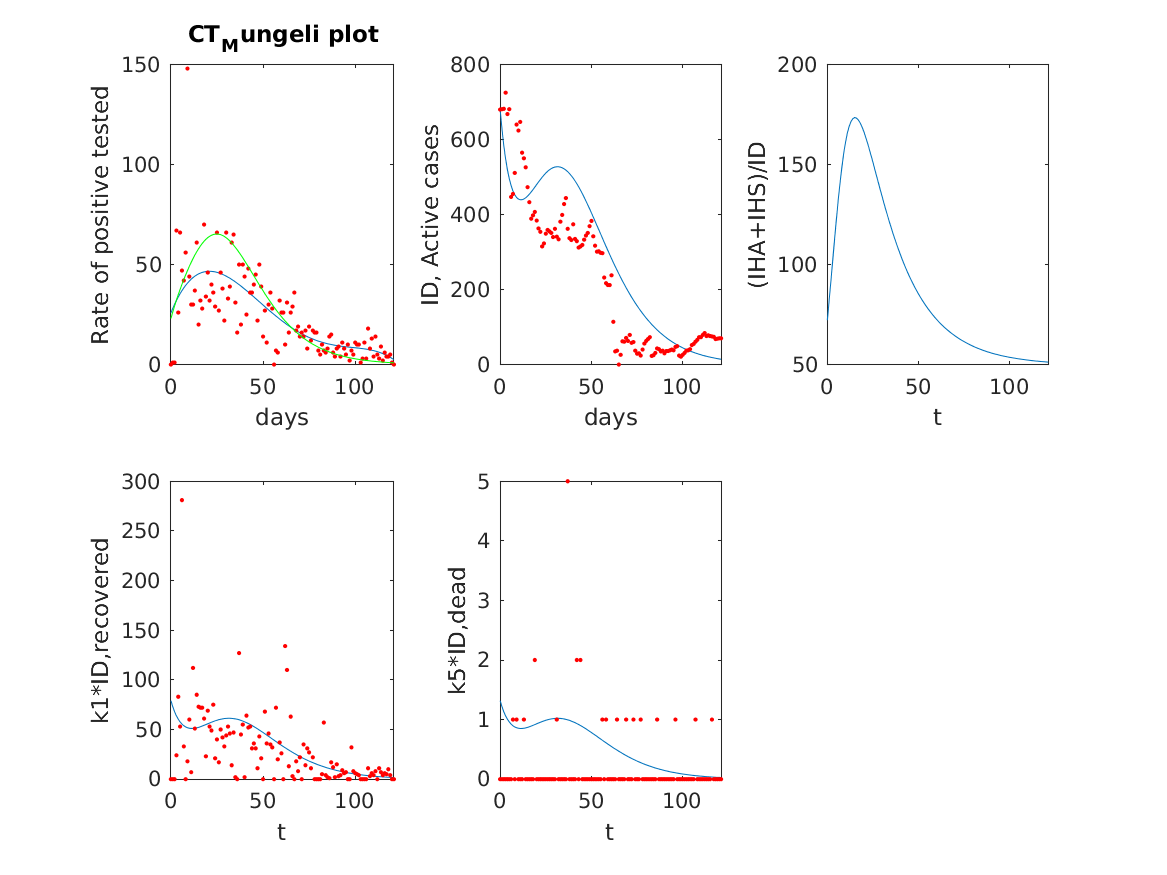 CT_Mungeli plot
150
100
50
0
Rate of positive tested
0 50 100
days
800
600
400
200
0
ID, Active cases
0 50 100
days
200
150
100
50
(IHA+IHS)/ID
0 50 100
t
300
250
200
150
100
50
0
k1*ID,recovered
0 50 100
t
5
4
3
2
1
0
k5*ID,dead
0 50 100
t